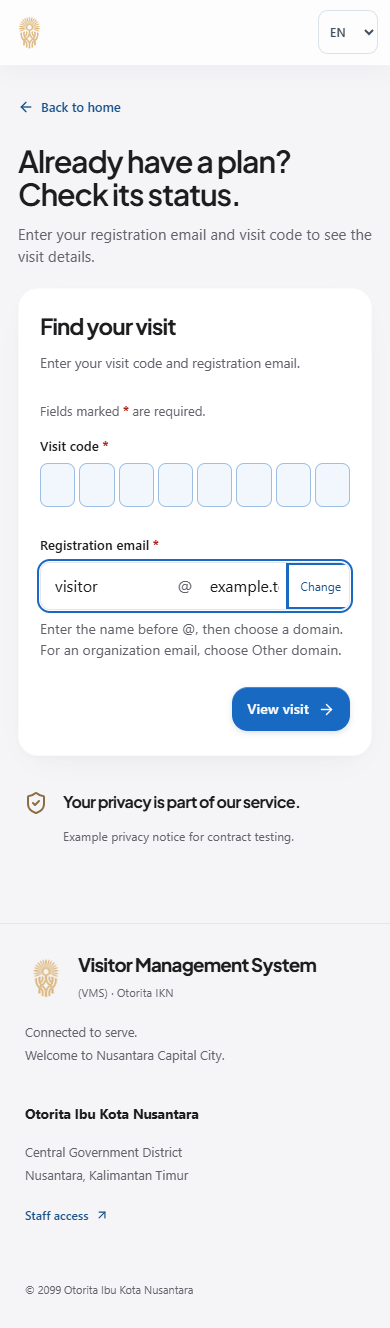 EN
Back to home
Already have a plan?
Check its status.
Enter your registration email and visit code to see the
visit details.
Find your visit
Enter your visit code and registration email.
Fields marked * are required.
Visit code *
Registration email *
visitor @ example.t Change
Enter the name before @, then choose a domain.
For an organization email, choose Other domain.
View visit
Your privacy is part of our service.
Example privacy notice for contract testing.
Visitor Management System
(VMS) · Otorita IKN
Connected to serve.
Welcome to Nusantara Capital City.
Otorita Ibu Kota Nusantara
Central Government District
Nusantara, Kalimantan Timur
Staff access
© 2099 Otorita Ibu Kota Nusantara